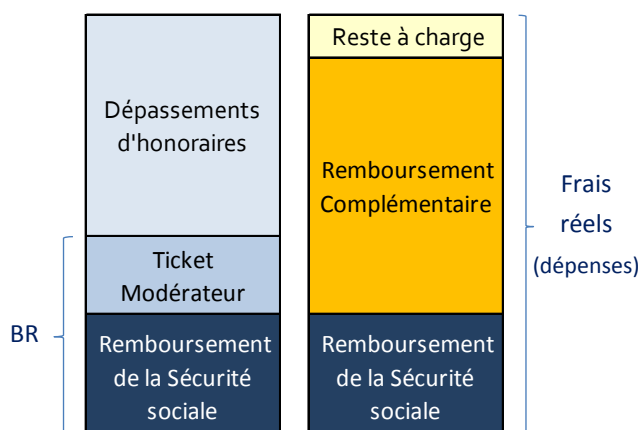 Dépassements
d'honoraires
Ticket
Modérateur
BR
Remboursement
de la Sécurité
sociale
Reste à charge
Remboursement
Complémentaire
Remboursement
de la Sécurité
sociale
Frais
réels
(dépenses)